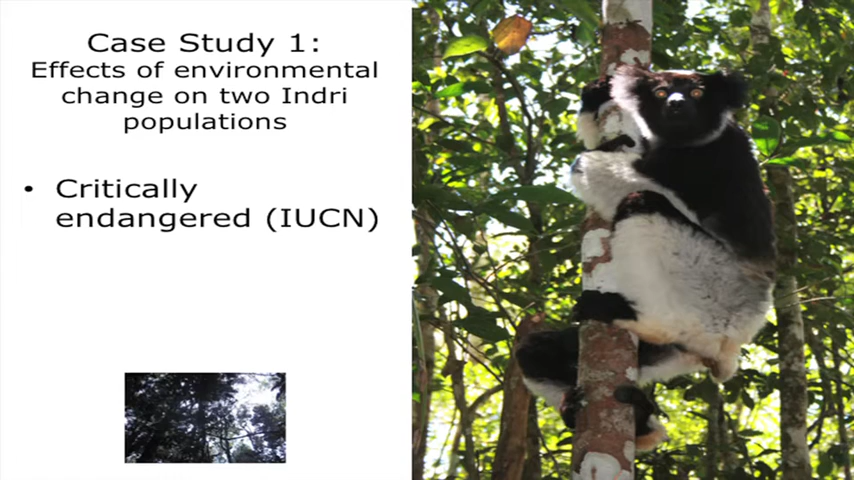 Case Study 1:
Effects of environmental
change on two Indri
populations
• Critically
endangered (IUCN)